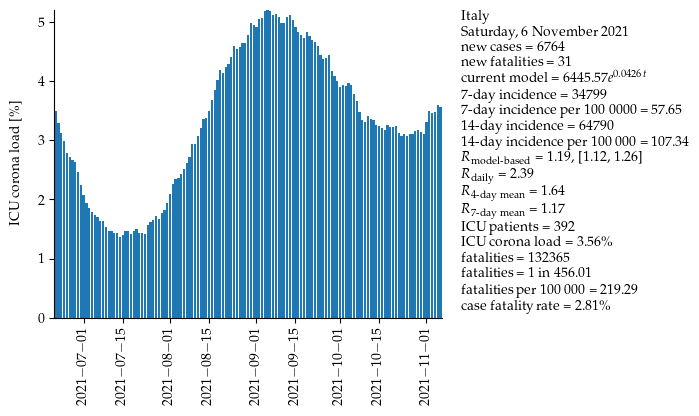 ICU corona load [%]
5
4
3
2
1
0
2021−07−01
2021−07−15
2021−08−01
2021−08−15
2021−09−01
2021−09−15
2021−10−01
2021−10−15
2021−11−01
Italy
Saturday, 6 November 2021
new cases = 6764
new fatalities = 31
current model = 6445.57e^0.0426 t
7-day incidence = 34799
7-day incidence per 100 0000 = 57.65
14-day incidence = 64790
14-day incidence per 100 000 = 107.34
R model-based = 1.19, [1.12, 1.26]
R daily = 2.39
R 4-day mean = 1.64
R 7-day mean = 1.17
ICU patients = 392
ICU corona load = 3.56%
fatalities = 132365
fatalities = 1 in 456.01
fatalities per 100 000 = 219.29
case fatality rate = 2.81%